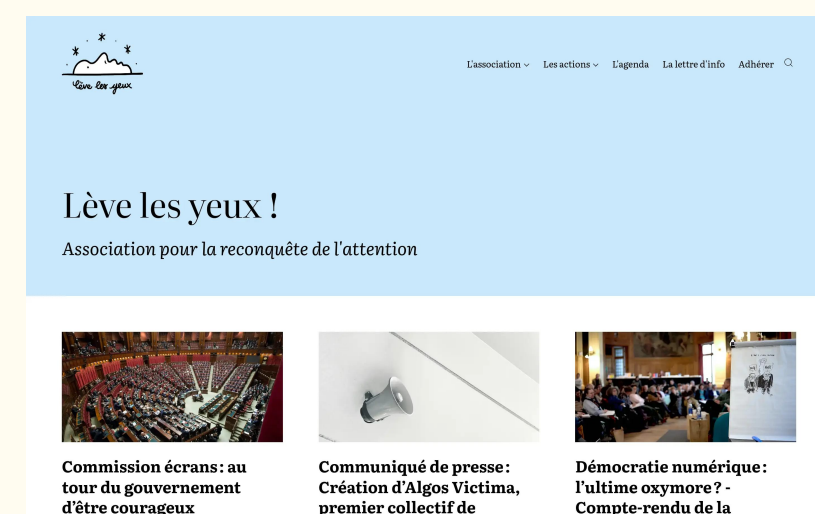 lève les yeux
L'association
Les actions
L'agenda
La lettre d'info
Adhérer
Lève les yeux !
Association pour la reconquête de l'attention
Commission écrans : au
tour du gouvernement
d’être courageux
Communiqué de presse :
Création d’Algos Victima,
premier collectif de
Démocratie numérique :
l’ultime oxymore ? -
Compte-rendu de la